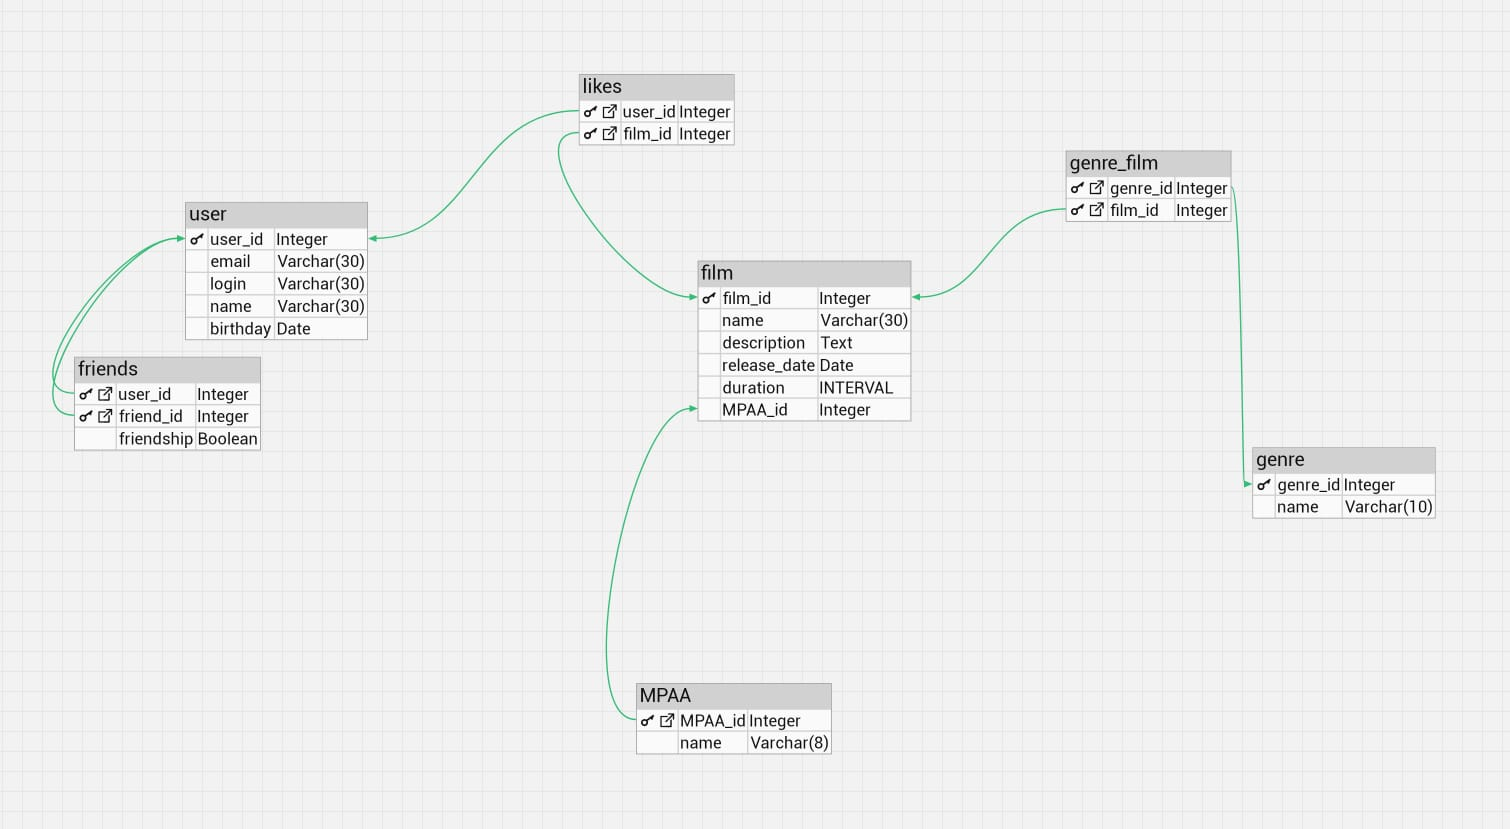 likes
user_id Integer
film_id Integer
genre_film
genre_id Integer
film_id Integer
user
user_id Integer
email Varchar(30)
login Varchar(30)
name Varchar(30)
birthday Date
film
film_id Integer
name Varchar(30)
description Text
release_date Date
duration INTERVAL
MPAA_id Integer
friends
user_id Integer
friend_id Integer
friendship Boolean
genre
genre_id Integer
name Varchar(10)
MPAA
MPAA_id Integer
name Varchar(8)